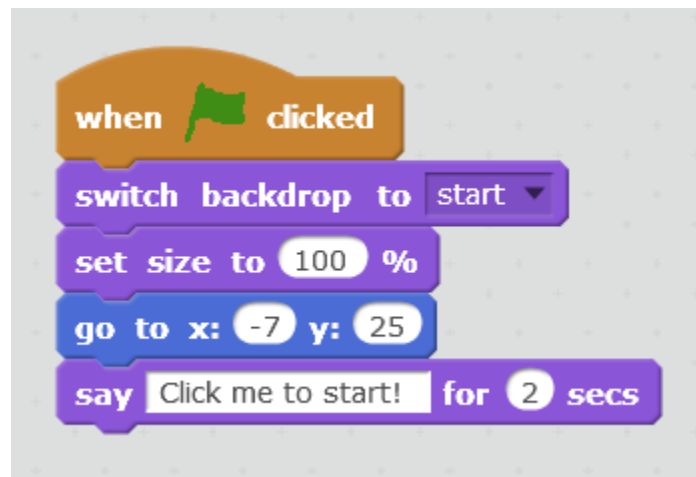 when clicked
switch backdrop to start
set size to 100 %
go to x: -7 y: 25
say Click me to start! for 2 secs